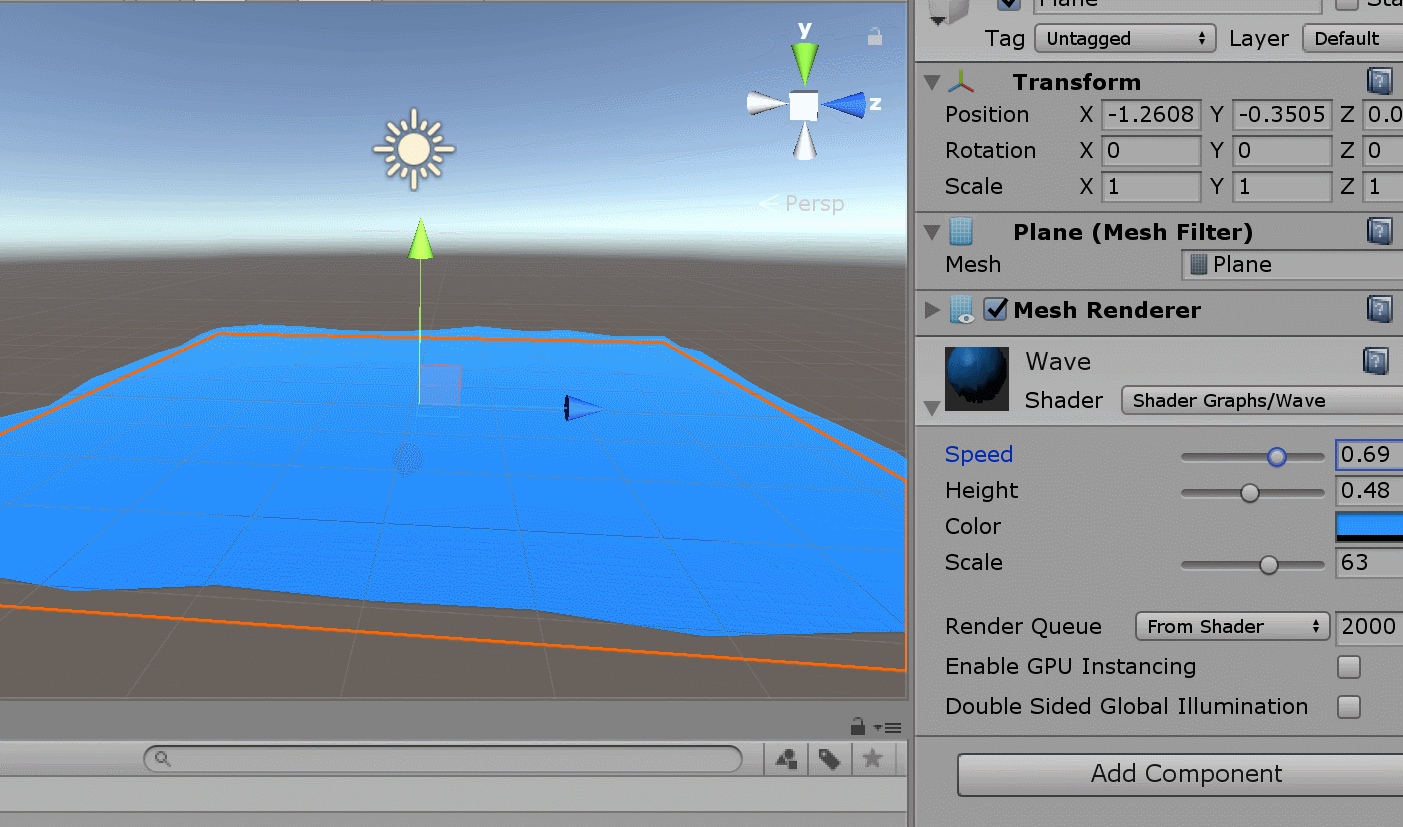 Plane
Tag Untagged Layer Default
Transform
Position X -1.2608 Y -0.3505 Z 0.0
Rotation X 0 Y 0 Z 0
Scale X 1 Y 1 Z 1
Plane (Mesh Filter)
Mesh Plane
Mesh Renderer
Wave
Shader Shader Graphs/Wave
Speed 0.69
Height 0.48
Color
Scale 63
Render Queue From Shader 2000
Enable GPU Instancing
Double Sided Global Illumination
Add Component
y
z
< Persp